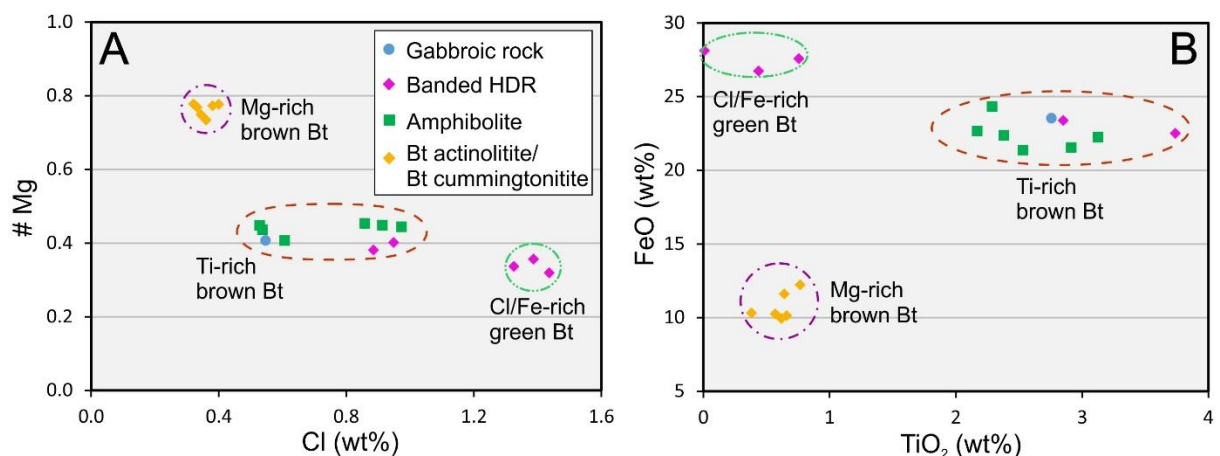 A
1.0
0.8
0.6
0.4
0.2
0.0
# Mg
0.0
0.4
0.8
1.2
1.6
Cl (wt%)
Gabbroic rock
Banded HDR
Amphibolite
Bt actinolitite/
Bt cummingtonitite
Mg-rich
brown Bt
Ti-rich
brown Bt
Cl/Fe-rich
green Bt
B
30
25
20
15
10
5
FeO (wt%)
0
1
2
3
4
TiO₂ (wt%)
Cl/Fe-rich
green Bt
Ti-rich
brown Bt
Mg-rich
brown Bt